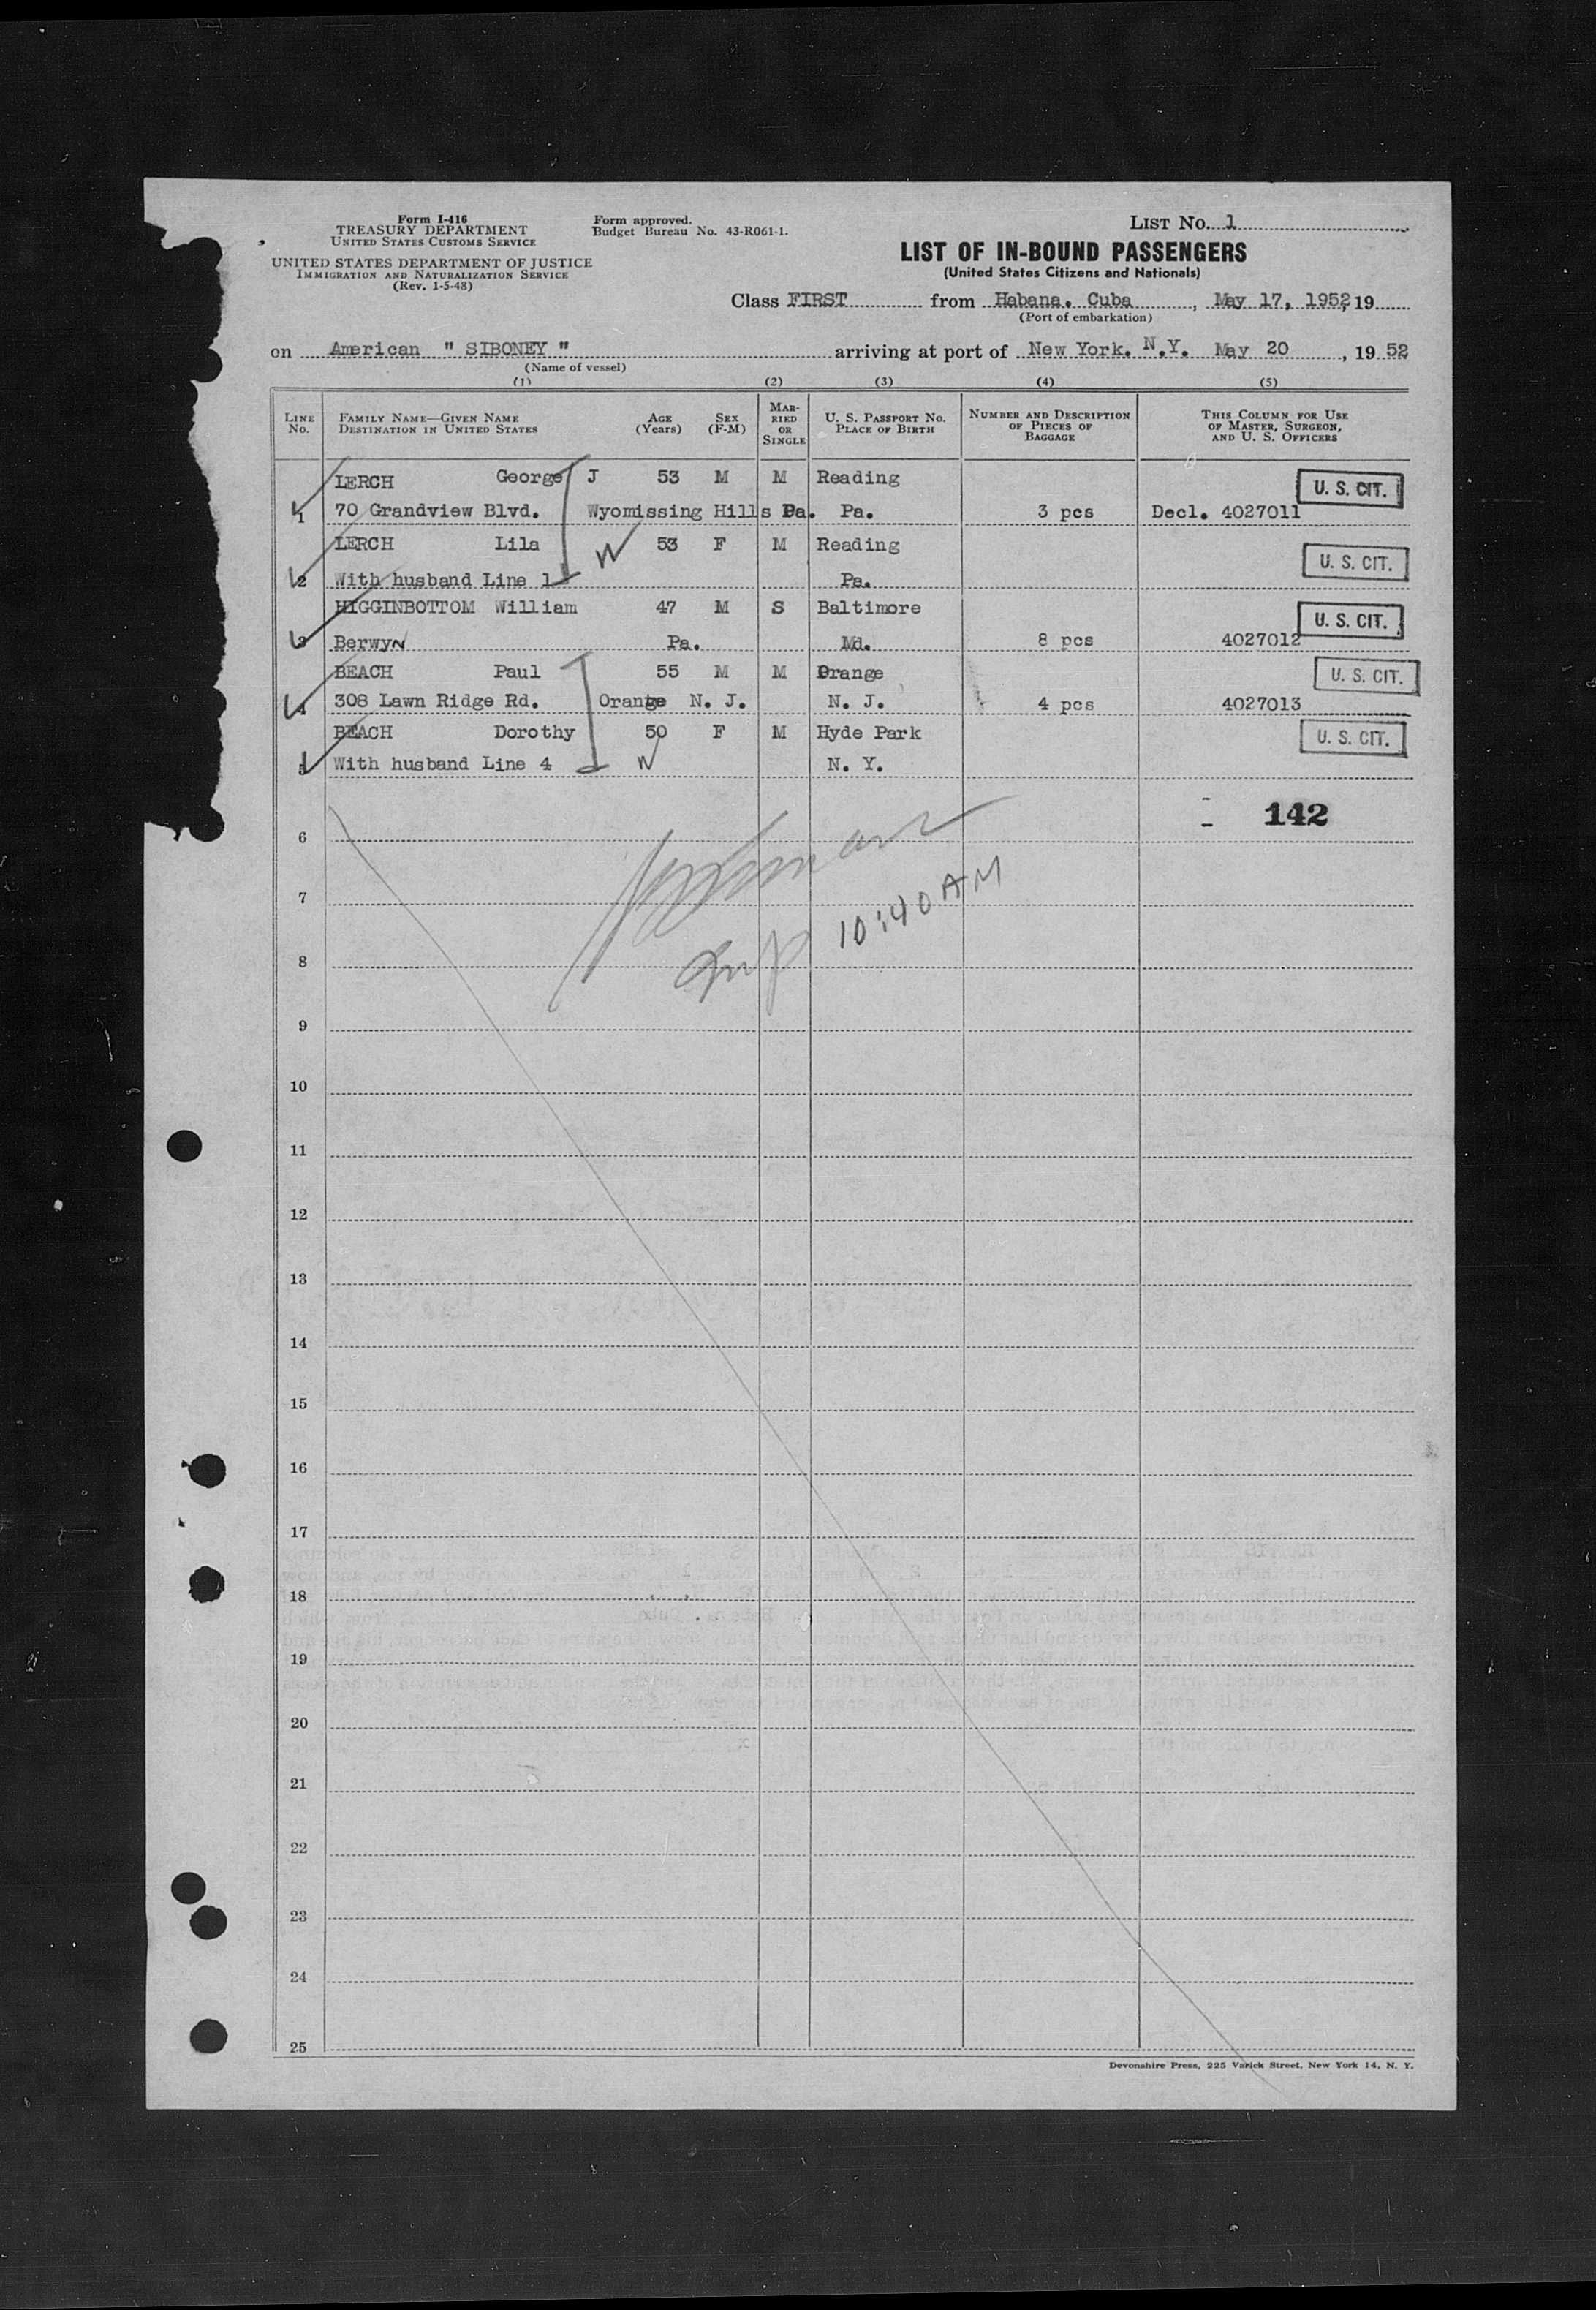 Form I-416
TREASURY DEPARTMENT
UNITED STATES CUSTOMS SERVICE
UNITED STATES DEPARTMENT OF JUSTICE
IMMIGRATION AND NATURALIZATION SERVICE
(Rev. 1-5-48)
Form approved.
Budget Bureau No. 43-R061-1.
LIST No. 1
LIST OF IN-BOUND PASSENGERS
(United States Citizens and Nationals)
Class FIRST from Habana. Cuba, May 17, 1952, 19
(Port of embarkation)
on American " SIBONEY " arriving at port of New York. N.Y. May 20, 19 52
(Name of vessel)
(1) (2) (3) (4) (5)
LINE No. FAMILY NAME—GIVEN NAME DESTINATION IN UNITED STATES AGE (Years) SEX (F-M) MARRIED OR SINGLE U. S. PASSPORT NO. PLACE OF BIRTH NUMBER AND DESCRIPTION OF PIECES OF BAGGAGE THIS COLUMN FOR USE OF MASTER, SURGEON, AND U. S. OFFICERS
LERCH George J 53 M M Reading U. S. CIT.
1 70 Grandview Blvd. Wyomissing Hills Pa. Pa. 3 pcs Decl. 4027011
LERCH Lila W 53 F M Reading U. S. CIT.
2 With husband Line 1 Pa.
HIGGINBOTTOM William 47 M S Baltimore U. S. CIT.
3 Berwyn Pa. Md. 8 pcs 4027012
BEACH Paul 55 M M Orange U. S. CIT.
4 308 Lawn Ridge Rd. Orange N. J. N. J. 4 pcs 4027013
BEACH Dorothy 50 F M Hyde Park U. S. CIT.
5 With husband Line 4 W N. Y.
142
6
7
10:40 AM
8
9
10
11
12
13
14
15
16
17
18
19
20
21
22
23
24
25
Devonshire Press, 225 Varick Street, New York 14, N. Y.